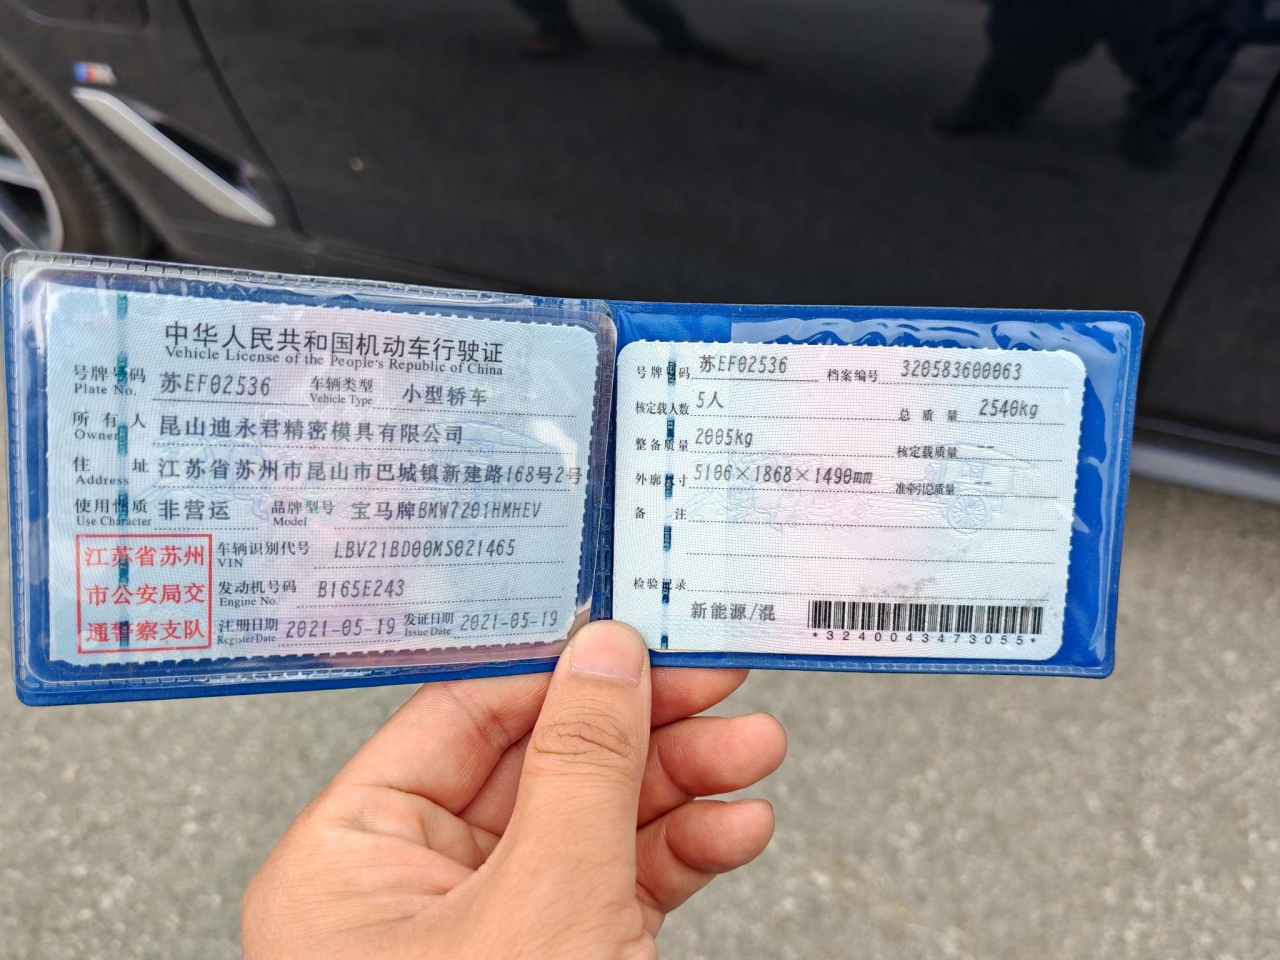 中华人民共和国机动车行驶证
Vehicle License of the People's Republic of China
号牌号码 苏EF02536 车辆类型 小型轿车
Plate No. Vehicle Type
所有人 昆山迪永君精密模具有限公司
Owner
住址 江苏省苏州市昆山市巴城镇新建路168号2号
Address
使用性质 非营运 品牌型号 宝马牌BMW7201HMHEV
Use Character Model
江苏省苏州
市公安局交
通警察支队
车辆识别代号 LBV21BD00MS021465
VIN
发动机号码 B165E243
Engine No.
注册日期 2021-05-19 发证日期 2021-05-19
Register Date Issue Date
号牌号码 苏EF02536 档案编号 320583600063
核定载人数 5人 总质量 2540kg
整备质量 2005kg 核定载质量 --
外廓尺寸 5106×1868×1490mm 准牵引总质量 --
备注
检验记录
新能源/混
*3240043473055*